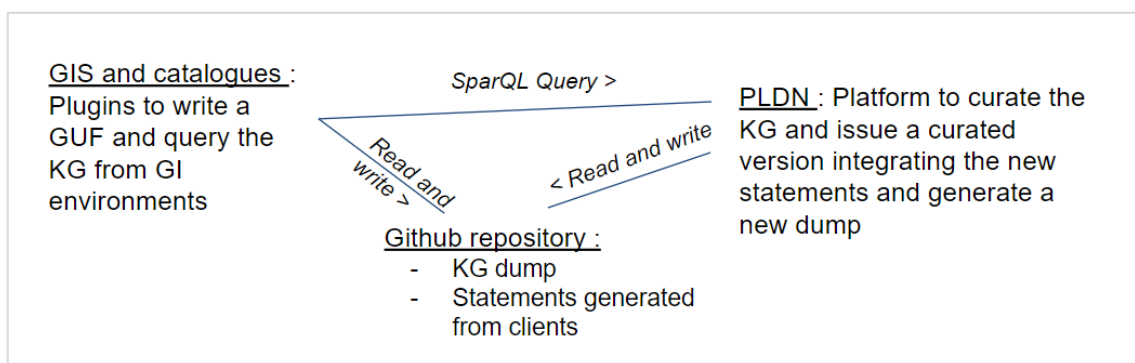 GIS and catalogues :
Plugins to write a
GUF and query the
KG from GI
environments
SparQL Query >
PLDN : Platform to curate the
KG and issue a curated
version integrating the new
statements and generate a
new dump
Read and
write >
< Read and write
Github repository :
- KG dump
- Statements generated
from clients